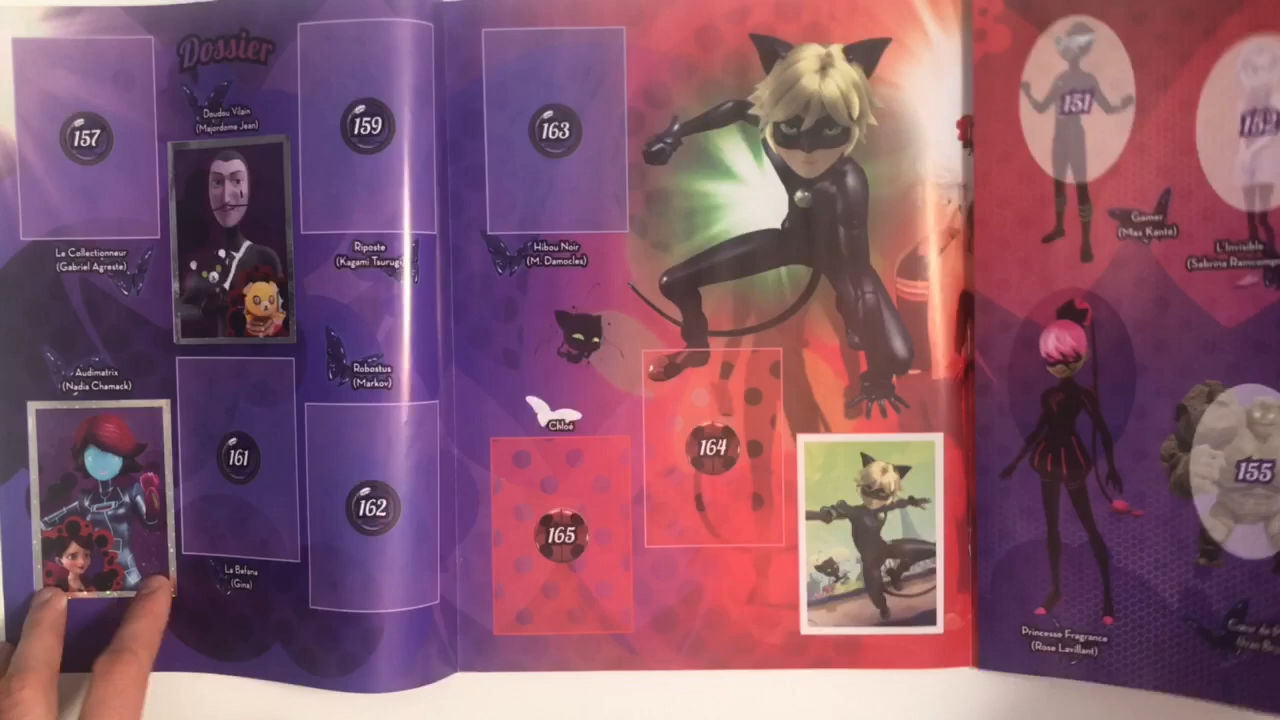 Dossier
157
Le Collectionneur
(Gabriel Agreste)
Doudou Vilain
(Majordome Jean)
159
Riposte
(Kagami Tsurugi)
Audimatrix
(Nadia Chamack)
161
La Befana
(Gina)
Robostus
(Markov)
162
163
Hibou Noir
(M. Damocles)
Chloé
165
164
151
Gamer
(Max Kanté)
152
L'Invisible
(Sabrina
Princesse Fragrance
(Rose Lavillant)
155